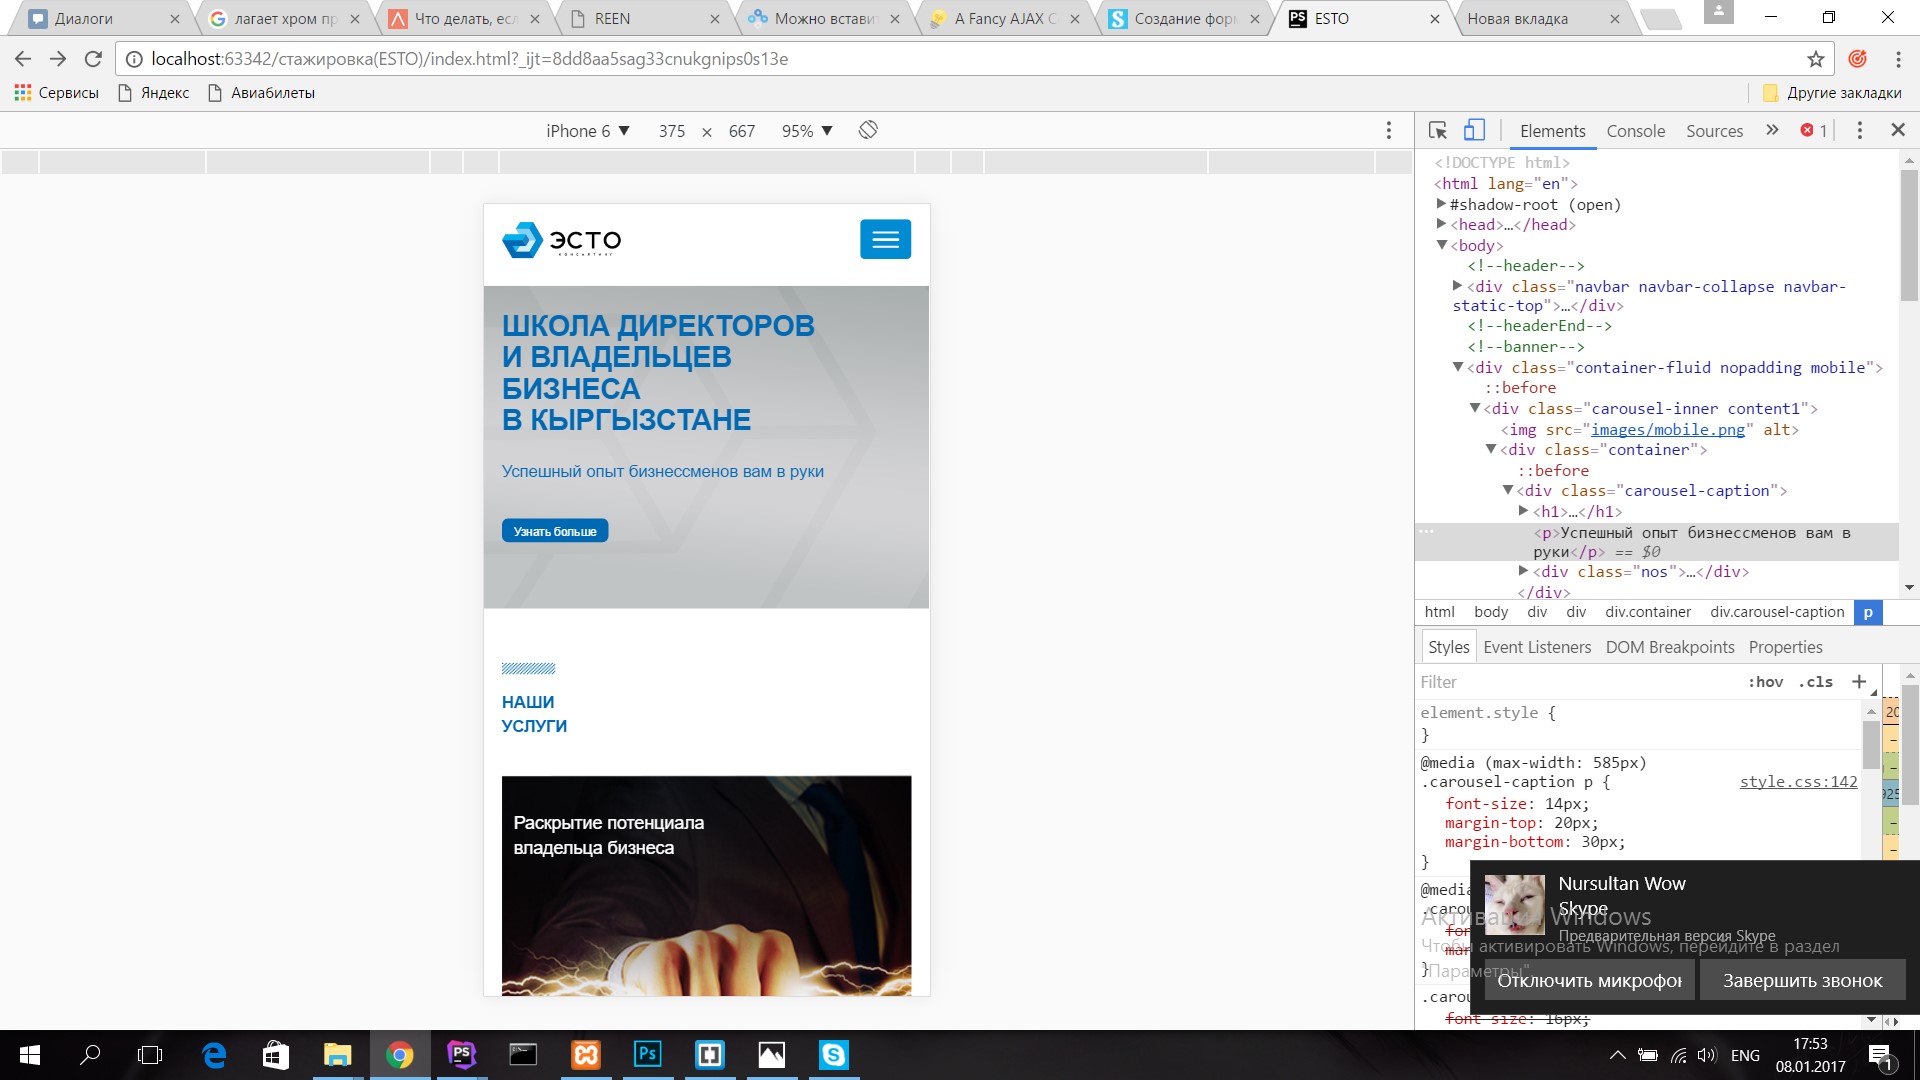 Диалоги
лагает хром пр
Что делать, есл
REEN
Можно вставит
A Fancy AJAX C
Создание форм
ESTO
Новая вкладка
localhost:63342/стажировка(ESTO)/index.html?_ijt=8dd8aa5sag33cnukgnips0s13e
Сервисы
Яндекс
Авиабилеты
Другие закладки
iPhone 6 ▼ 375 × 667 95% ▼
ЭСТО
КОНСАЛТИНГ
ШКОЛА ДИРЕКТОРОВ
И ВЛАДЕЛЬЦЕВ
БИЗНЕСА
В КЫРГЫЗСТАНЕ
Успешный опыт бизнессменов вам в руки
Узнать больше
НАШИ
УСЛУГИ
Раскрытие потенциала
владельца бизнеса
Elements Console Sources » 1
<!DOCTYPE html>
<html lang="en">
#shadow-root (open)
<head>…</head>
<body>
<!--header-->
<div class="navbar navbar-collapse navbar-
static-top">…</div>
<!--headerEnd-->
<!--banner-->
<div class="container-fluid nopadding mobile">
::before
<div class="carousel-inner content1">
<img src="images/mobile.png" alt>
<div class="container">
::before
<div class="carousel-caption">
<h1>…</h1>
<p>Успешный опыт бизнессменов вам в
руки</p> == $0
<div class="nos">…</div>
</div>
html body div div div.container div.carousel-caption p
Styles Event Listeners DOM Breakpoints Properties
Filter :hov .cls +
element.style {
}
@media (max-width: 585px)
.carousel-caption p { style.css:142
font-size: 14px;
margin-top: 20px;
margin-bottom: 30px;
}
@media
.carou
fon
mar
}
.carou
font-size: 16px;
20
–
–
925
–
–
Nursultan Wow
Skype
Предварительная версия Skype
Отключить микрофон
Завершить звонок
Активация Windows
Чтобы активировать Windows, перейдите в раздел
"Параметры".
ENG
17:53
08.01.2017
1